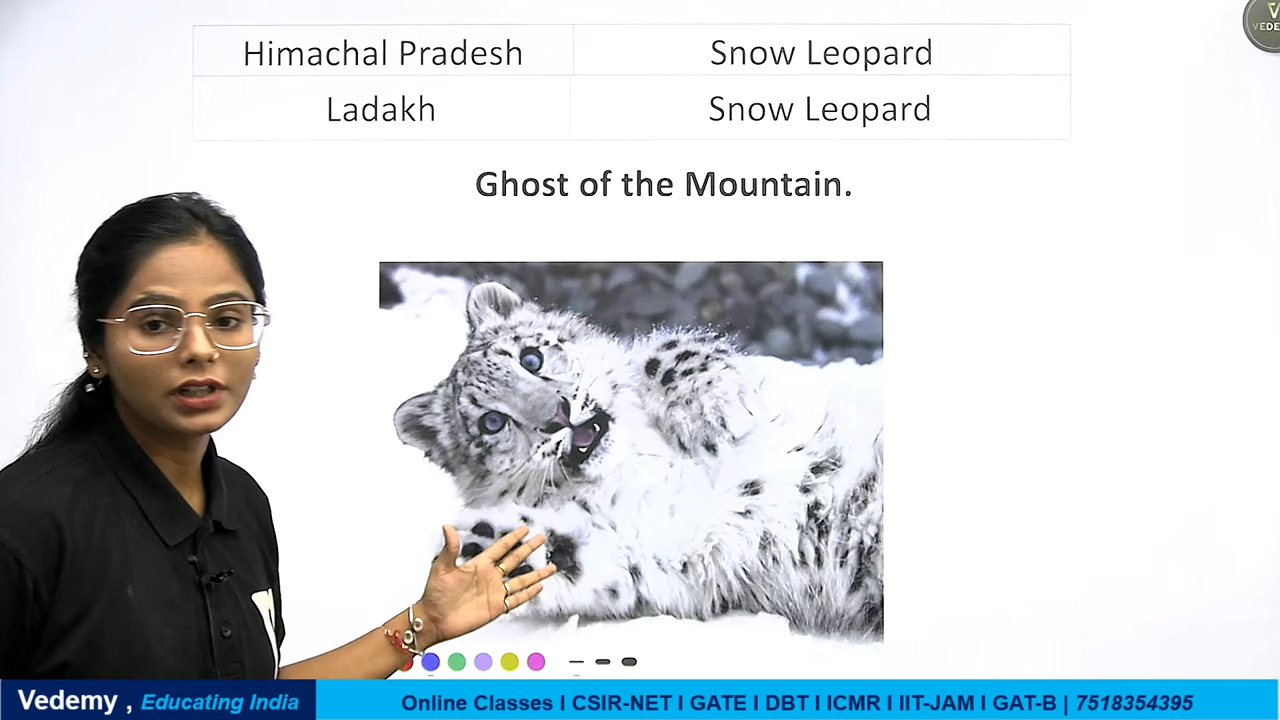 Himachal Pradesh Snow Leopard
Ladakh Snow Leopard
Ghost of the Mountain.
Vedemy , Educating India
Online Classes I CSIR-NET I GATE I DBT I ICMR I IIT-JAM I GAT-B | 7518354395